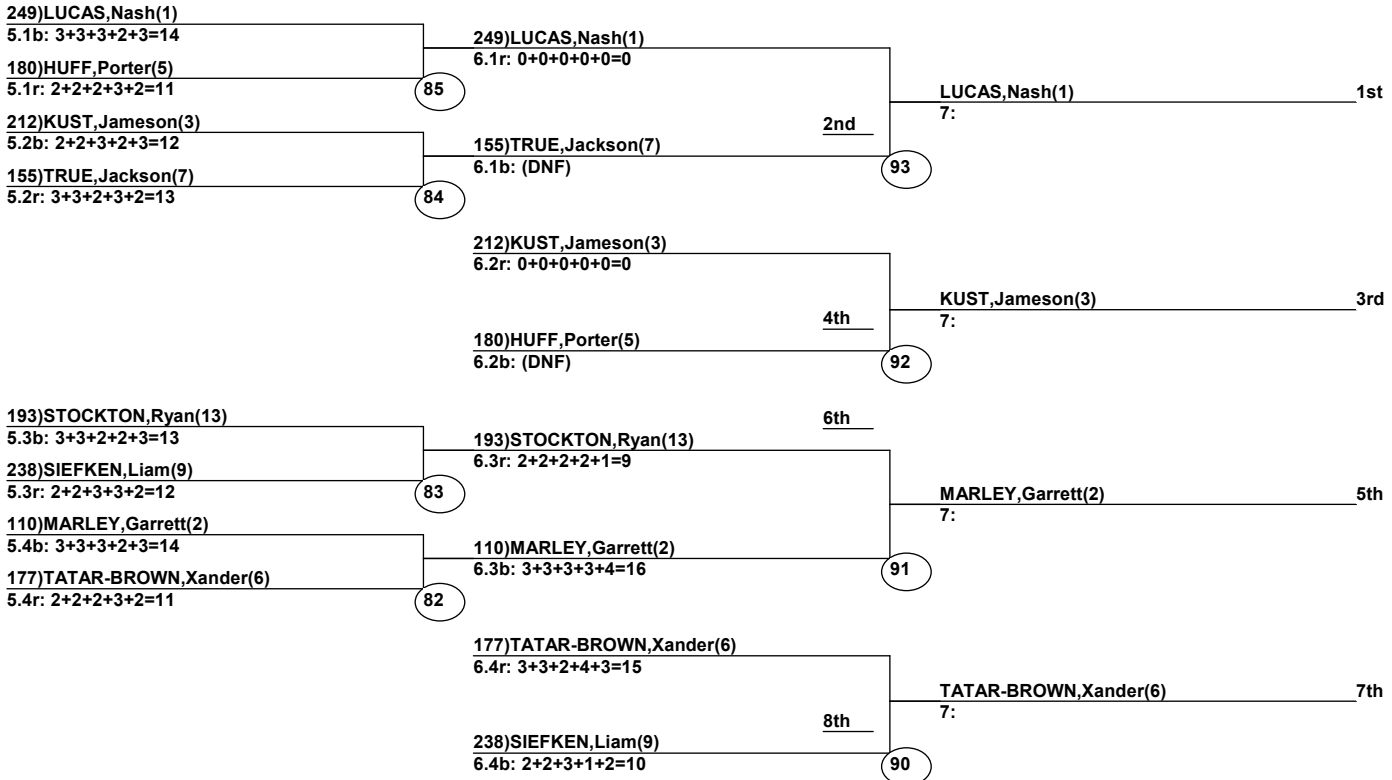 249)LUCAS,Nash(1)
5.1b: 3+3+3+2+3=14
180)HUFF,Porter(5)
5.1r: 2+2+2+3+2=11
85
212)KUST,Jameson(3)
5.2b: 2+2+3+2+3=12
155)TRUE,Jackson(7)
5.2r: 3+3+2+3+2=13
84
249)LUCAS,Nash(1)
6.1r: 0+0+0+0+0=0
155)TRUE,Jackson(7)
6.1b: (DNF)
2nd
93
LUCAS,Nash(1)
1st
7:
212)KUST,Jameson(3)
6.2r: 0+0+0+0+0=0
180)HUFF,Porter(5)
6.2b: (DNF)
4th
92
KUST,Jameson(3)
3rd
7:
193)STOCKTON,Ryan(13)
5.3b: 3+3+2+2+3=13
238)SIEFKEN,Liam(9)
5.3r: 2+2+3+3+2=12
83
110)MARLEY,Garrett(2)
5.4b: 3+3+3+2+3=14
177)TATAR-BROWN,Xander(6)
5.4r: 2+2+2+3+2=11
82
6th
193)STOCKTON,Ryan(13)
6.3r: 2+2+2+2+1=9
110)MARLEY,Garrett(2)
6.3b: 3+3+3+3+4=16
91
MARLEY,Garrett(2)
5th
7:
177)TATAR-BROWN,Xander(6)
6.4r: 3+3+2+4+3=15
8th
238)SIEFKEN,Liam(9)
6.4b: 2+2+3+1+2=10
90
TATAR-BROWN,Xander(6)
7th
7: